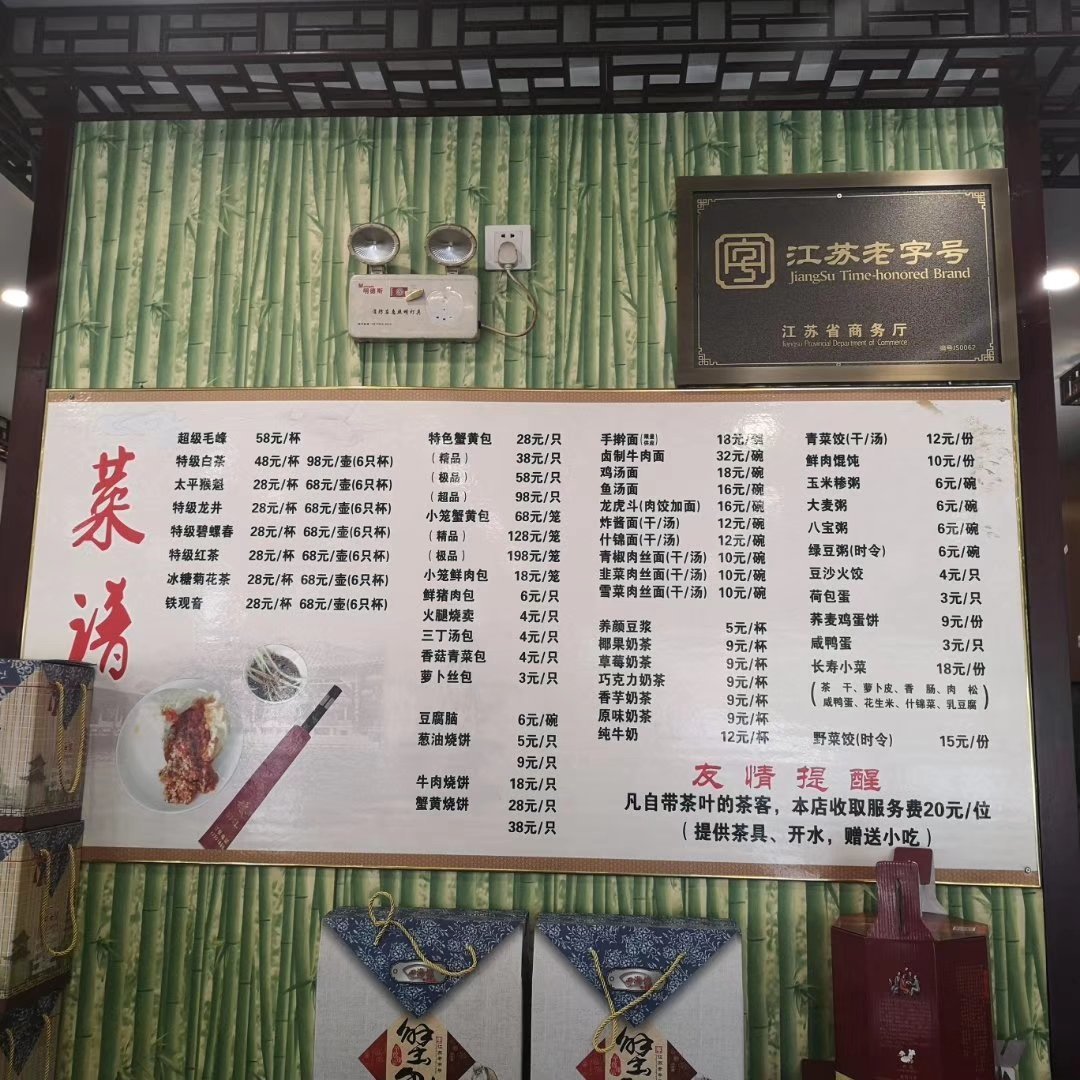 江苏老字号
JiangSu Time-honored Brand
江苏省商务厅
Jiangsu Provincial Department of Commerce
编号JS0062
明德斯
消防应急照明灯具
菜谱
超级毛峰 58元/杯
特级白茶 48元/杯 98元/壶(6只杯)
太平猴魁 28元/杯 68元/壶(6只杯)
特级龙井 28元/杯 68元/壶(6只杯)
特级碧螺春 28元/杯 68元/壶(6只杯)
特级红茶 28元/杯 68元/壶(6只杯)
冰糖菊花茶 28元/杯 68元/壶(6只杯)
铁观音 28元/杯 68元/壶(6只杯)
特色蟹黄包 28元/只
(精品) 38元/只
(极品) 58元/只
(超品) 98元/只
小笼蟹黄包 68元/笼
(精品) 128元/笼
(极品) 198元/笼
小笼鲜肉包 18元/笼
鲜猪肉包 6元/只
火腿烧卖 4元/只
三丁汤包 4元/只
香菇青菜包 4元/只
萝卜丝包 3元/只
豆腐脑 6元/碗
葱油烧饼 5元/只
9元/只
牛肉烧饼 18元/只
蟹黄烧饼 28元/只
38元/只
手擀面 18元/碗
卤制牛肉面 32元/碗
鸡汤面 18元/碗
鱼汤面 16元/碗
龙虎斗(肉饺加面) 16元/碗
炸酱面(干/汤) 12元/碗
什锦面(干/汤) 12元/碗
青椒肉丝面(干/汤) 10元/碗
韭菜肉丝面(干/汤) 10元/碗
雪菜肉丝面(干/汤) 10元/碗
养颜豆浆 5元/杯
椰果奶茶 9元/杯
草莓奶茶 9元/杯
巧克力奶茶 9元/杯
香芋奶茶 9元/杯
原味奶茶 9元/杯
纯牛奶 12元/杯
青菜饺(干/汤) 12元/份
鲜肉馄饨 10元/份
玉米糁粥 6元/碗
大麦粥 6元/碗
八宝粥 6元/碗
绿豆粥(时令) 6元/碗
豆沙火饺 4元/只
荷包蛋 3元/只
荞麦鸡蛋饼 9元/份
咸鸭蛋 3元/只
长寿小菜 18元/份
(茶干、萝卜皮、香肠、肉松
咸鸭蛋、花生米、什锦菜、乳豆腐)
野菜饺(时令) 15元/份
友情提醒
凡自带茶叶的茶客，本店收取服务费20元/位
(提供茶具、开水，赠送小吃)
蟹
蟹